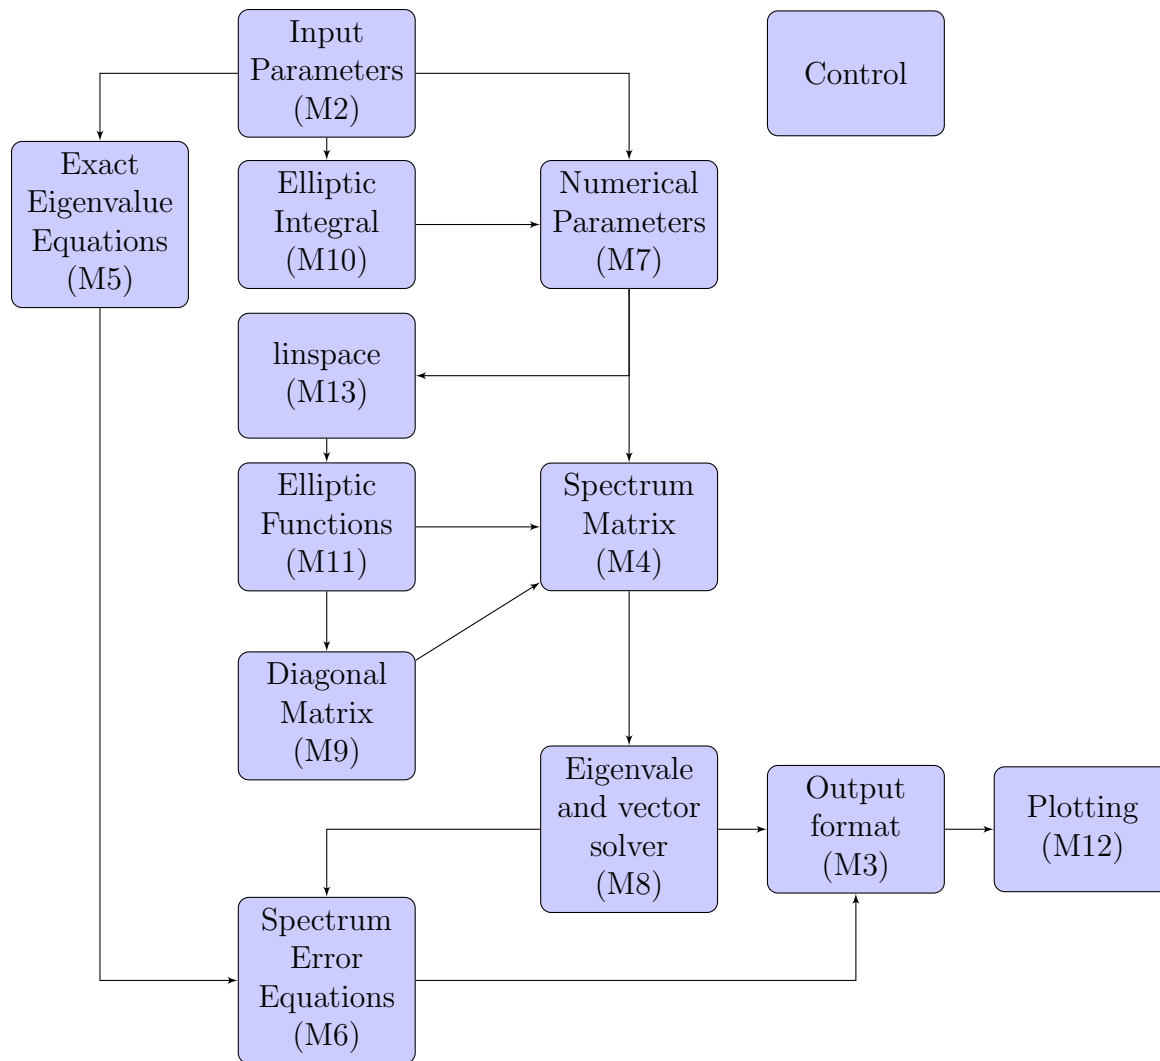 Input
Parameters
(M2)
Control
Exact
Eigenvalue
Equations
(M5)
Elliptic
Integral
(M10)
Numerical
Parameters
(M7)
linspace
(M13)
Elliptic
Functions
(M11)
Spectrum
Matrix
(M4)
Diagonal
Matrix
(M9)
Eigenvale
and vector
solver
(M8)
Output
format
(M3)
Plotting
(M12)
Spectrum
Error
Equations
(M6)